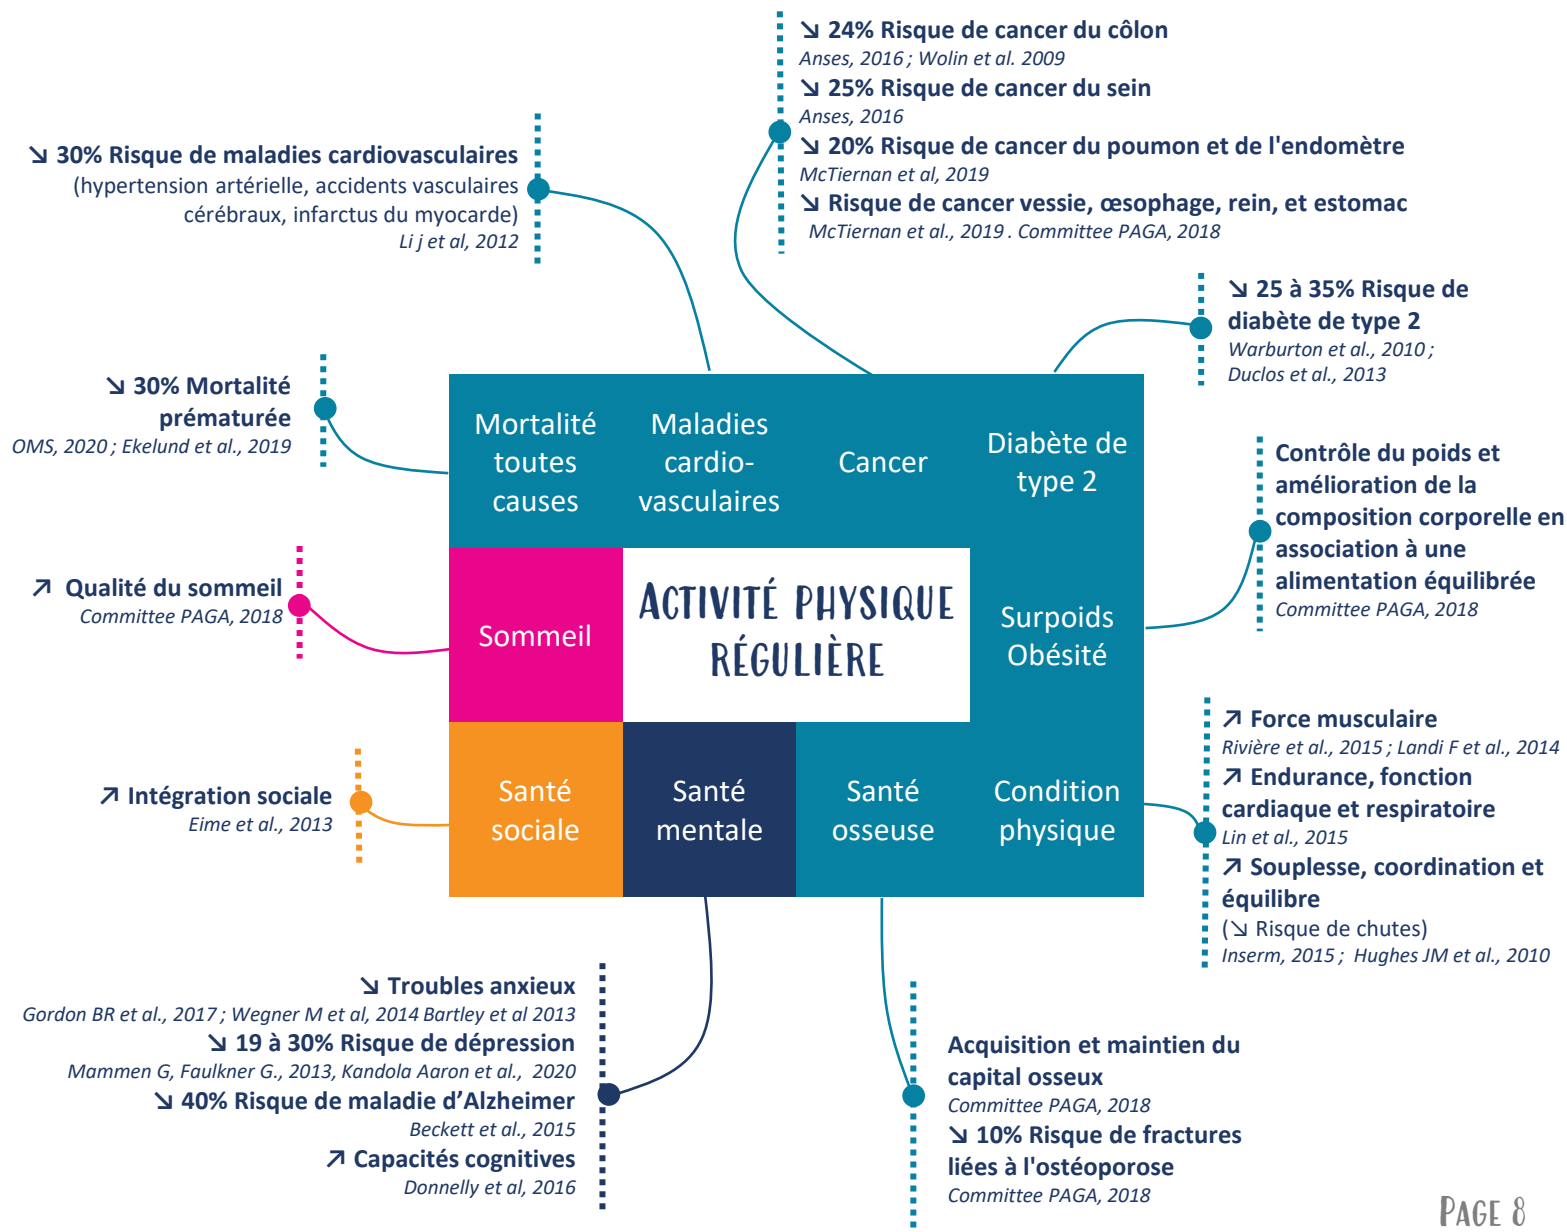 ↘ 24% Risque de cancer du côlon
Anses, 2016 ; Wolin et al. 2009
↘ 25% Risque de cancer du sein
Anses, 2016
↘ 20% Risque de cancer du poumon et de l'endomètre
McTiernan et al, 2019
↘ Risque de cancer vessie, œsophage, rein, et estomac
McTiernan et al., 2019 . Committee PAGA, 2018
↘ 30% Risque de maladies cardiovasculaires
(hypertension artérielle, accidents vasculaires
cérébraux, infarctus du myocarde)
Li j et al, 2012
↘ 25 à 35% Risque de
diabète de type 2
Warburton et al., 2010 ;
Duclos et al., 2013
↘ 30% Mortalité
prématurée
OMS, 2020 ; Ekelund et al., 2019
Mortalité
toutes
causes
Maladies
cardio-
vasculaires
Cancer
Diabète de
type 2
Contrôle du poids et
amélioration de la
composition corporelle en
association à une
alimentation équilibrée
Committee PAGA, 2018
↗ Qualité du sommeil
Committee PAGA, 2018
Sommeil
ACTIVITÉ PHYSIQUE
RÉGULIÈRE
Surpoids
Obésité
↗ Force musculaire
Rivière et al., 2015 ; Landi F et al., 2014
↗ Endurance, fonction
cardiaque et respiratoire
Lin et al., 2015
↗ Souplesse, coordination et
équilibre
(↘ Risque de chutes)
Inserm, 2015 ; Hughes JM et al., 2010
↗ Intégration sociale
Eime et al., 2013
Santé
sociale
Santé
mentale
Santé
osseuse
Condition
physique
↘ Troubles anxieux
Gordon BR et al., 2017 ; Wegner M et al, 2014 Bartley et al 2013
↘ 19 à 30% Risque de dépression
Mammen G, Faulkner G., 2013, Kandola Aaron et al., 2020
↘ 40% Risque de maladie d’Alzheimer
Beckett et al., 2015
↗ Capacités cognitives
Donnelly et al, 2016
Acquisition et maintien du
capital osseux
Committee PAGA, 2018
↘ 10% Risque de fractures
liées à l'ostéoporose
Committee PAGA, 2018
PAGE 8